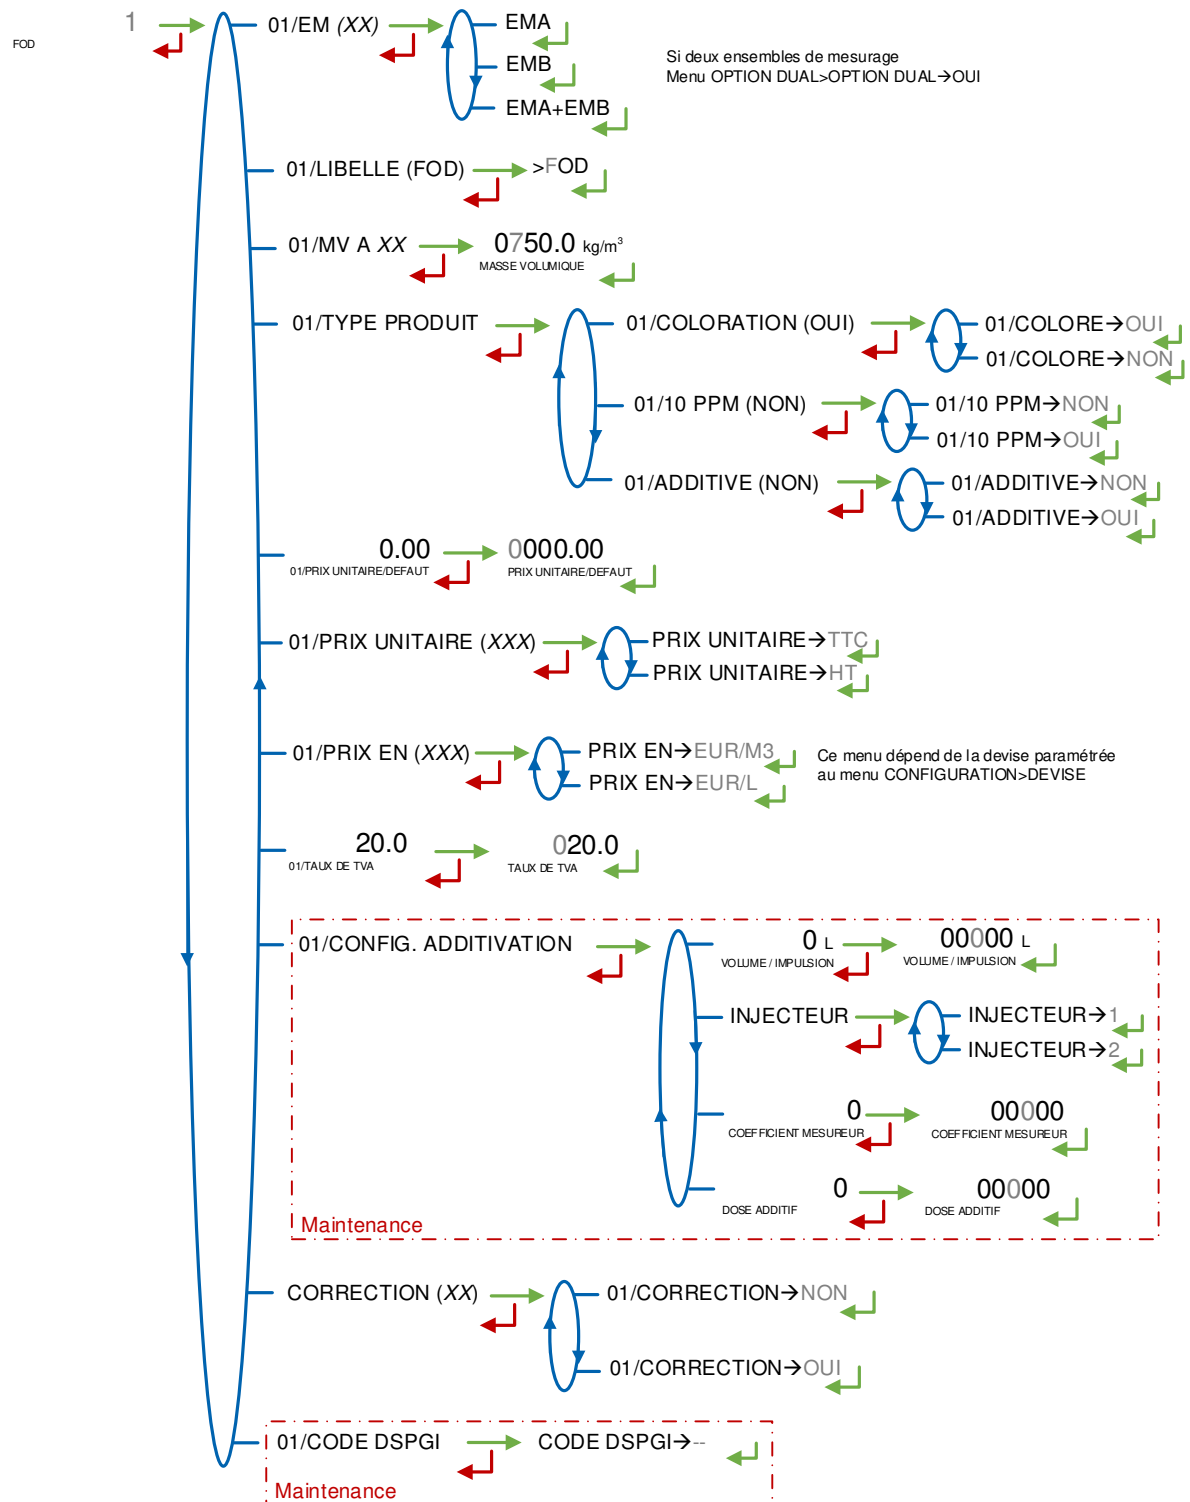 1
FOD
01/EM (XX)
EMA
EMB
EMA+EMB
Si deux ensembles de mesurage
Menu OPTION DUAL>OPTION DUAL→OUI
01/LIBELLE (FOD)
>FOD
01/MV A XX
0750.0 kg/m³
MASSE VOLUMIQUE
01/TYPE PRODUIT
01/COLORATION (OUI)
01/COLORE→OUI
01/COLORE→NON
01/10 PPM (NON)
01/10 PPM→NON
01/10 PPM→OUI
01/ADDITIVE (NON)
01/ADDITIVE→NON
01/ADDITIVE→OUI
0.00
01/PRIX UNITAIRE/DEFAUT
0000.00
PRIX UNITAIRE/DEFAUT
01/PRIX UNITAIRE (XXX)
PRIX UNITAIRE→TTC
PRIX UNITAIRE→HT
01/PRIX EN (XXX)
PRIX EN→EUR/M3
PRIX EN→EUR/L
Ce menu dépend de la devise paramétrée
au menu CONFIGURATION>DEVISE
20.0
01/TAUX DE TVA
020.0
TAUX DE TVA
01/CONFIG. ADDITIVATION
0 L
VOLUME / IMPULSION
00000 L
VOLUME / IMPULSION
INJECTEUR
INJECTEUR→1
INJECTEUR→2
0
COEFFICIENT MESUREUR
00000
COEFFICIENT MESUREUR
0
DOSE ADDITIF
00000
DOSE ADDITIF
Maintenance
CORRECTION (XX)
01/CORRECTION→NON
01/CORRECTION→OUI
01/CODE DSPGI
CODE DSPGI→--
Maintenance